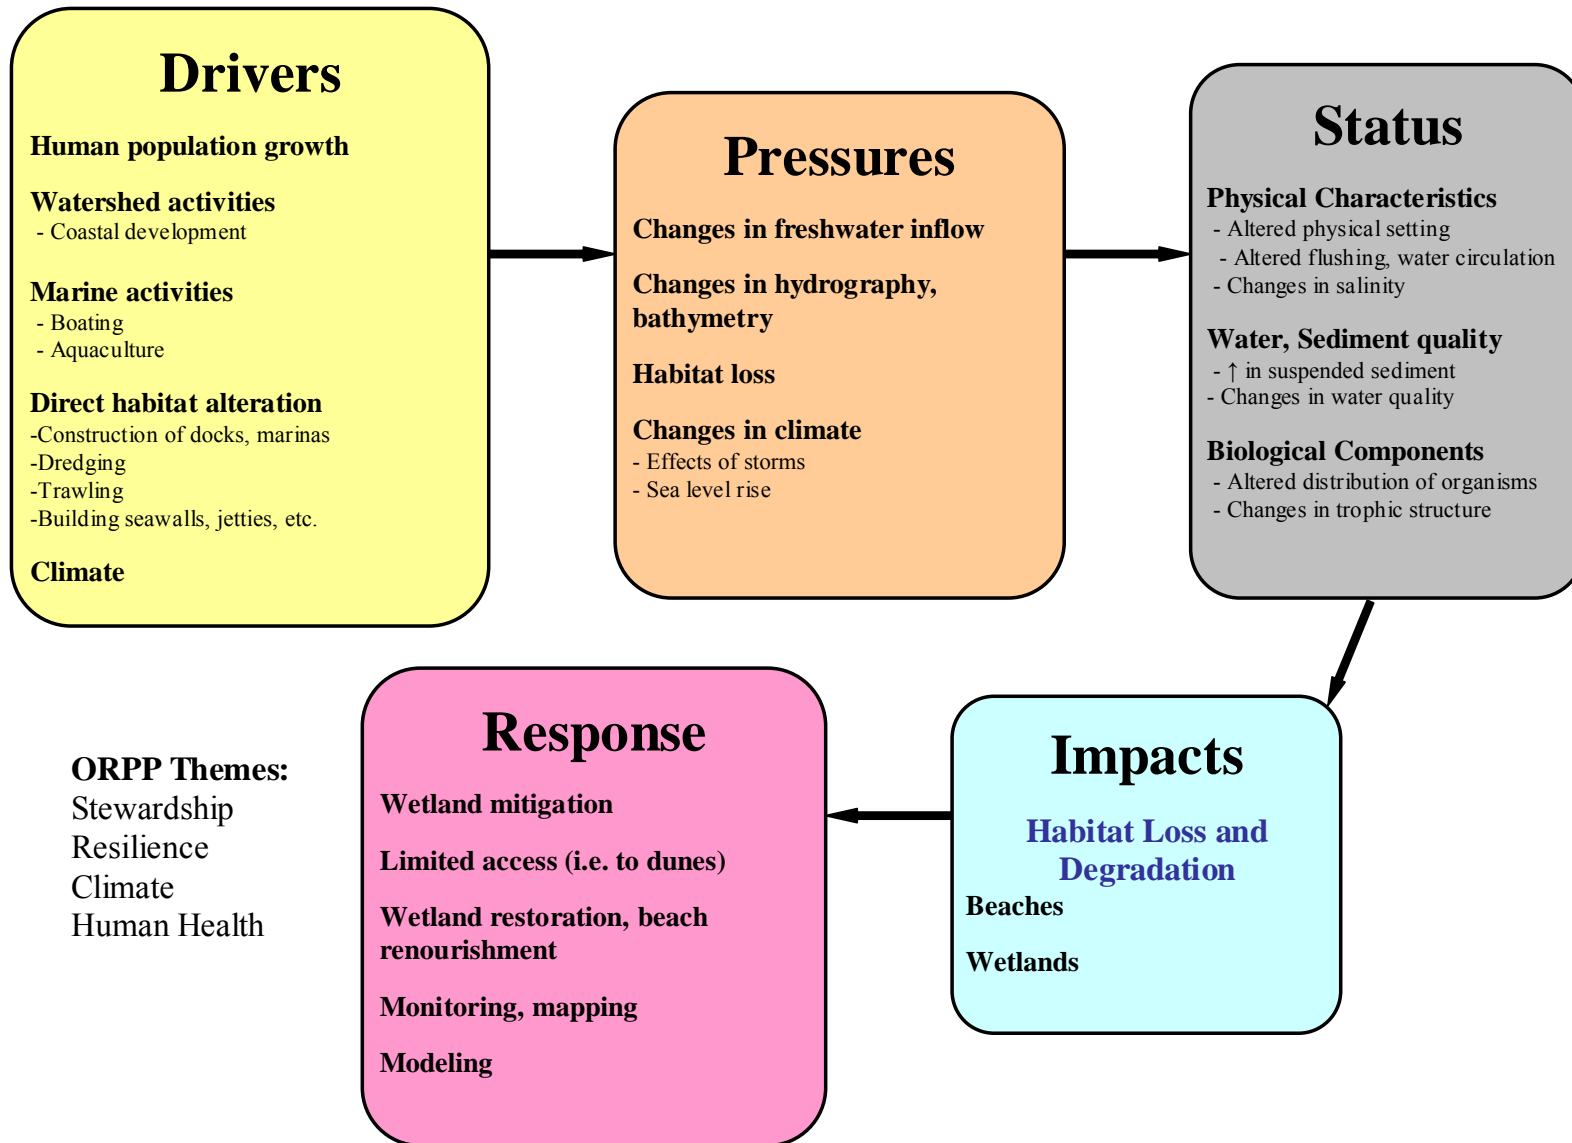 Drivers
Human population growth
Watershed activities
- Coastal development
Marine activities
- Boating
- Aquaculture
Direct habitat alteration
-Construction of docks, marinas
-Dredging
-Trawling
-Building seawalls, jetties, etc.
Climate
Pressures
Changes in freshwater inflow
Changes in hydrography,
bathymetry
Habitat loss
Changes in climate
- Effects of storms
- Sea level rise
Status
Physical Characteristics
- Altered physical setting
- Altered flushing, water circulation
- Changes in salinity
Water, Sediment quality
- ↑ in suspended sediment
- Changes in water quality
Biological Components
- Altered distribution of organisms
- Changes in trophic structure
Impacts
Habitat Loss and
Degradation
Beaches
Wetlands
Response
Wetland mitigation
Limited access (i.e. to dunes)
Wetland restoration, beach
renourishment
Monitoring, mapping
Modeling
ORPP Themes:
Stewardship
Resilience
Climate
Human Health